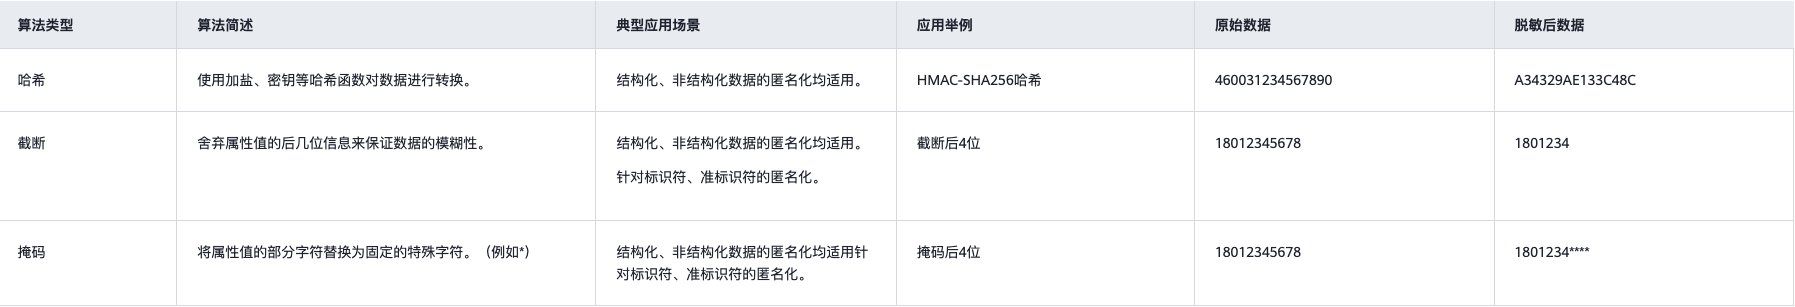 算法类型
算法简述
典型应用场景
应用举例
原始数据
脱敏后数据
哈希
使用加盐、密钥等哈希函数对数据进行转换。
结构化、非结构化数据的匿名化均适用。
HMAC-SHA256哈希
460031234567890
A34329AE133C48C
截断
舍弃属性值的后几位信息来保证数据的模糊性。
结构化、非结构化数据的匿名化均适用。
针对标识符、准标识符的匿名化。
截断后4位
18012345678
1801234
掩码
将属性值的部分字符替换为固定的特殊字符。（例如*）
结构化、非结构化数据的匿名化均适用针
对标识符、准标识符的匿名化。
掩码后4位
18012345678
1801234****